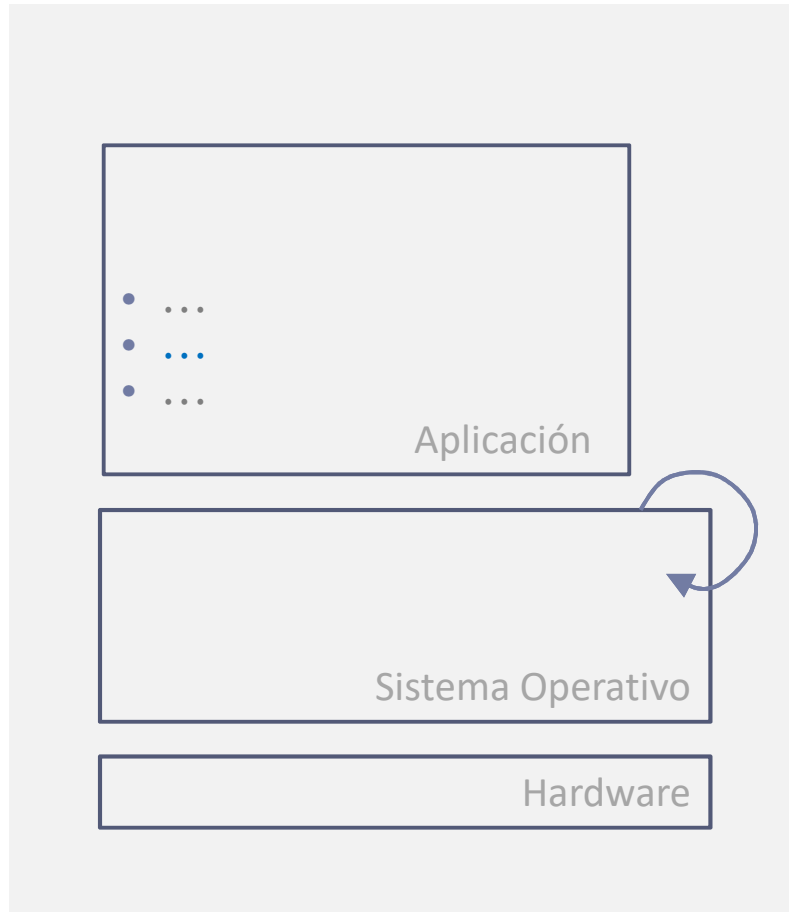 • ...
• ...
• ...
Aplicación
Sistema Operativo
Hardware